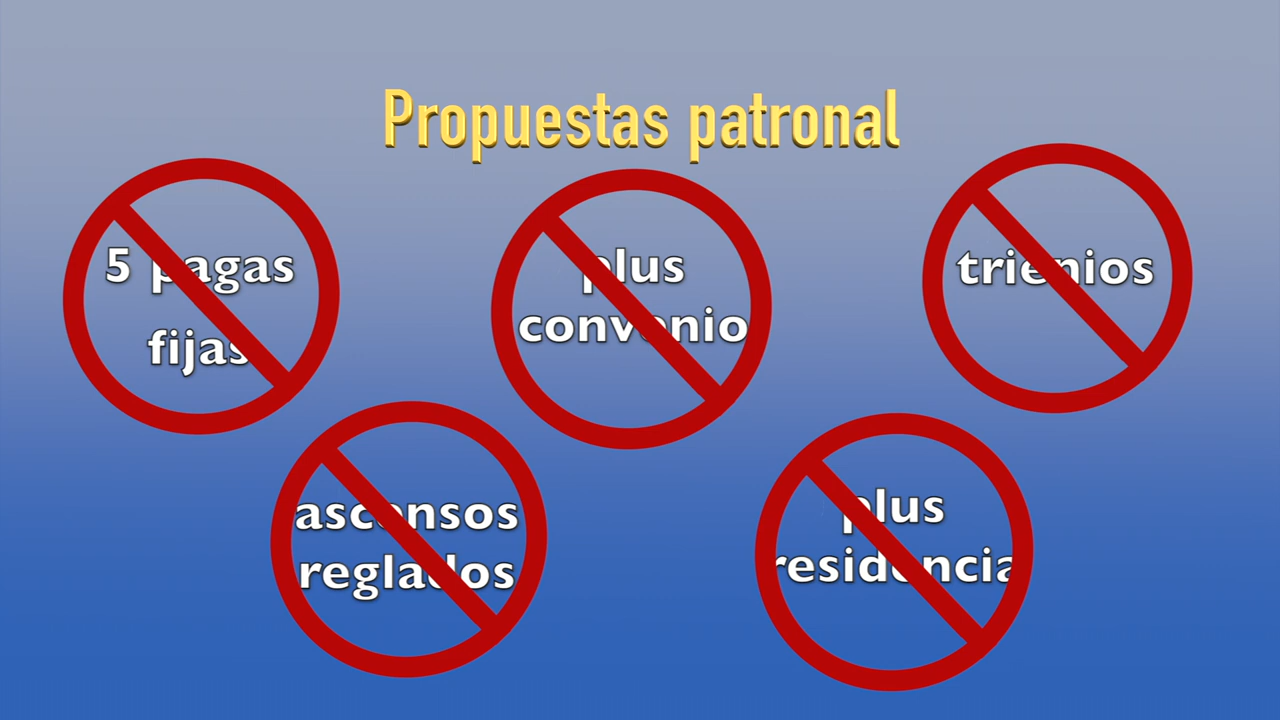 Propuestas patronal
5 pagas
fijas
plus
convenio
trienios
ascensos
reglados
plus
residencia